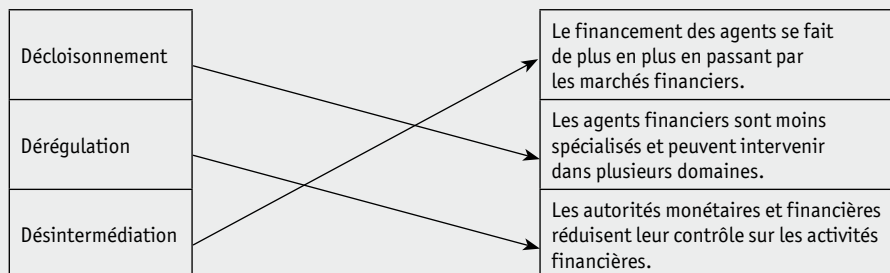 Décloisonnement
Dérégulation
Désintermédiation
Le financement des agents se fait
de plus en plus en passant par
les marchés financiers.
Les agents financiers sont moins
spécialisés et peuvent intervenir
dans plusieurs domaines.
Les autorités monétaires et financières
réduisent leur contrôle sur les activités
financières.